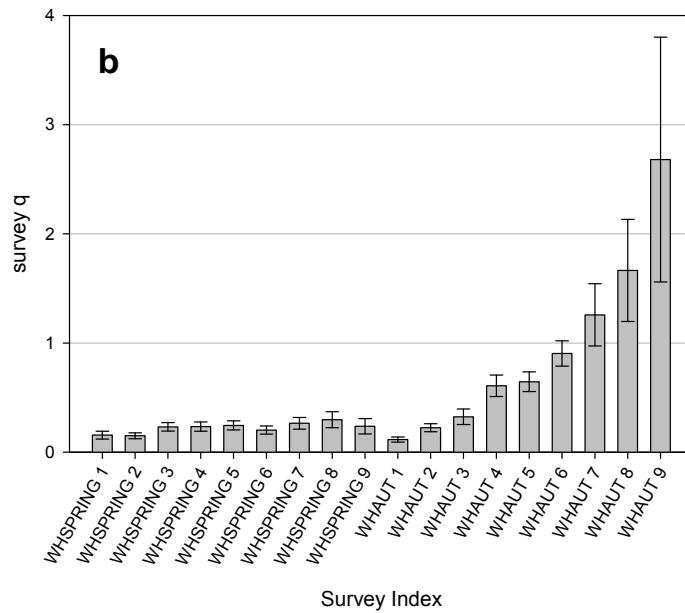 4
b
3
survey q
2
1
0
WHSPRING 1
WHSPRING 2
WHSPRING 3
WHSPRING 4
WHSPRING 5
WHSPRING 6
WHSPRING 7
WHSPRING 8
WHSPRING 9
WHAUT 1
WHAUT 2
WHAUT 3
WHAUT 4
WHAUT 5
WHAUT 6
WHAUT 7
WHAUT 8
WHAUT 9
Survey Index